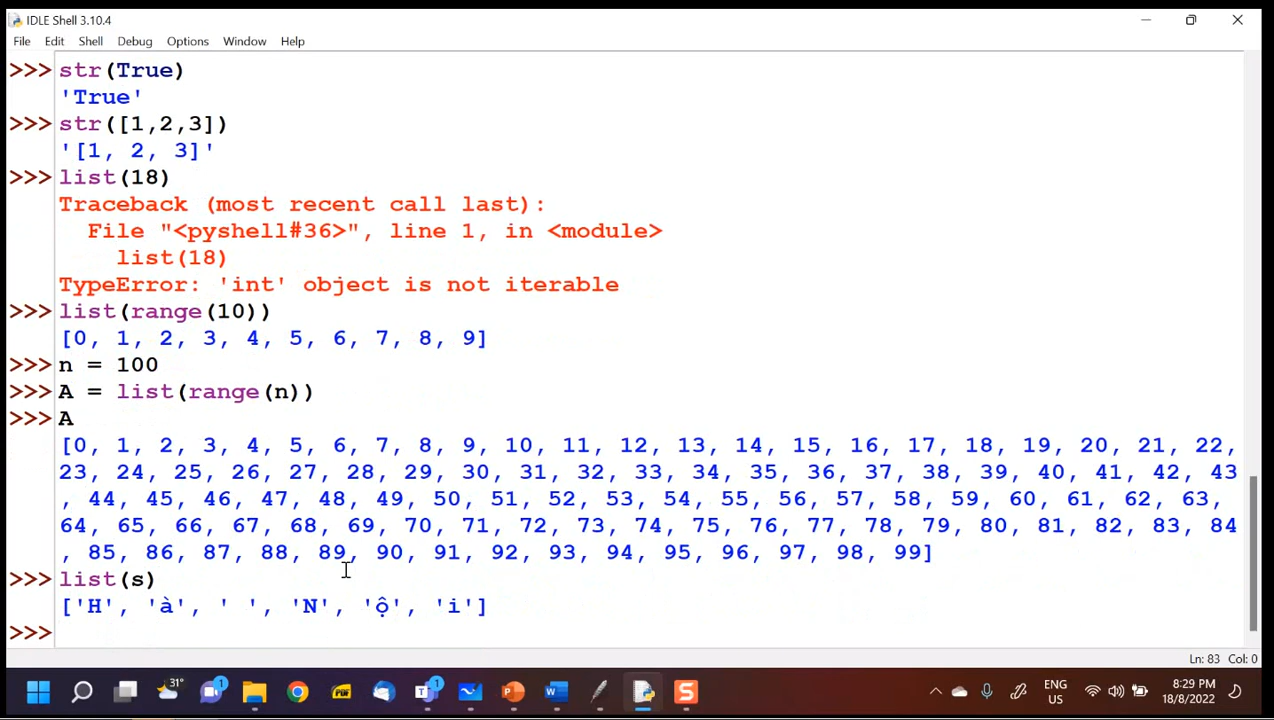 IDLE Shell 3.10.4
File Edit Shell Debug Options Window Help
>>> str(True)
'True'
>>> str([1,2,3])
'[1, 2, 3]'
>>> list(18)
Traceback (most recent call last):
  File "<pyshell#36>", line 1, in <module>
    list(18)
TypeError: 'int' object is not iterable
>>> list(range(10))
[0, 1, 2, 3, 4, 5, 6, 7, 8, 9]
>>> n = 100
>>> A = list(range(n))
>>> A
[0, 1, 2, 3, 4, 5, 6, 7, 8, 9, 10, 11, 12, 13, 14, 15, 16, 17, 18, 19, 20, 21, 22,
23, 24, 25, 26, 27, 28, 29, 30, 31, 32, 33, 34, 35, 36, 37, 38, 39, 40, 41, 42, 43
, 44, 45, 46, 47, 48, 49, 50, 51, 52, 53, 54, 55, 56, 57, 58, 59, 60, 61, 62, 63,
64, 65, 66, 67, 68, 69, 70, 71, 72, 73, 74, 75, 76, 77, 78, 79, 80, 81, 82, 83, 84
, 85, 86, 87, 88, 89, 90, 91, 92, 93, 94, 95, 96, 97, 98, 99]
>>> list(s)
['H', 'à', ' ', 'N', 'ộ', 'i']
>>>
Ln: 83 Col: 0
31° 1 PDF T 1 P W S ENG 8:29 PM
US 18/8/2022